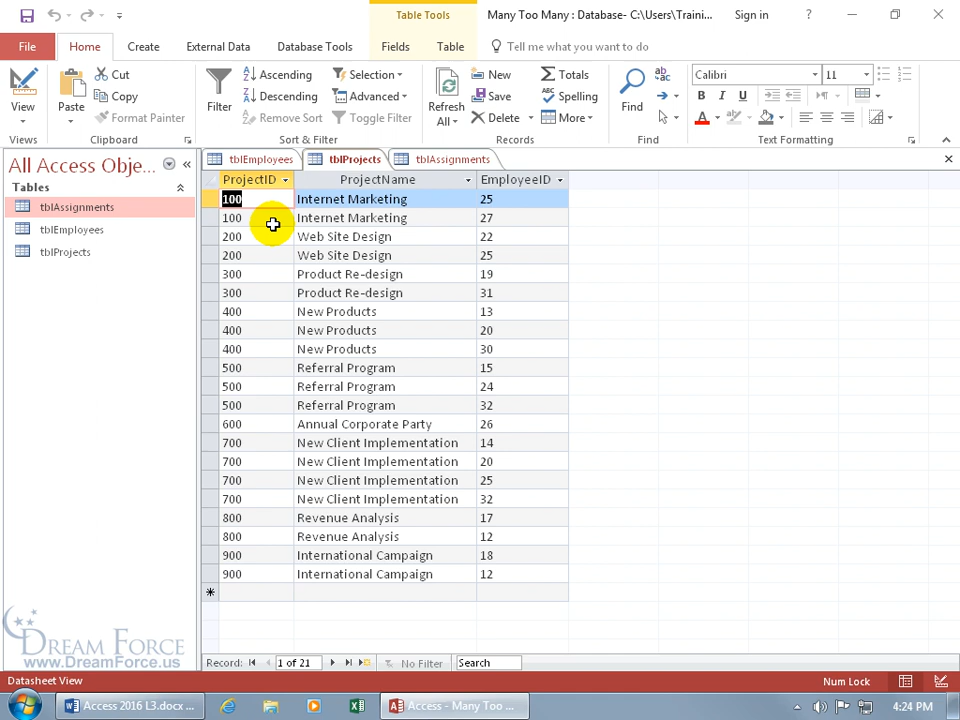 Table Tools
Many Too Many : Database- C:\Users\Traini...
Sign in
?
File
Home
Create
External Data
Database Tools
Fields
Table
Tell me what you want to do
View
Paste
Cut
Copy
Format Painter
Filter
Ascending
Descending
Remove Sort
Selection
Advanced
Toggle Filter
Refresh
All
New
Save
Delete
Totals
Spelling
More
Find
Calibri
11
B I U
Views
Clipboard
Sort & Filter
Records
Find
Text Formatting
All Access Obje...
Tables
tblAssignments
tblEmployees
tblProjects
tblEmployees
tblProjects
tblAssignments
ProjectID ProjectName EmployeeID
100 Internet Marketing 25
100 Internet Marketing 27
200 Web Site Design 22
200 Web Site Design 25
300 Product Re-design 19
300 Product Re-design 31
400 New Products 13
400 New Products 20
400 New Products 30
500 Referral Program 15
500 Referral Program 24
500 Referral Program 32
600 Annual Corporate Party 26
700 New Client Implementation 14
700 New Client Implementation 20
700 New Client Implementation 25
700 New Client Implementation 32
800 Revenue Analysis 17
800 Revenue Analysis 12
900 International Campaign 18
900 International Campaign 12
Record: 1 of 21 No Filter Search
DREAM FORCE
www.DreamForce.us
Datasheet View
Num Lock
Access 2016 L3.docx ...
Access - Many Too ...
4:24 PM